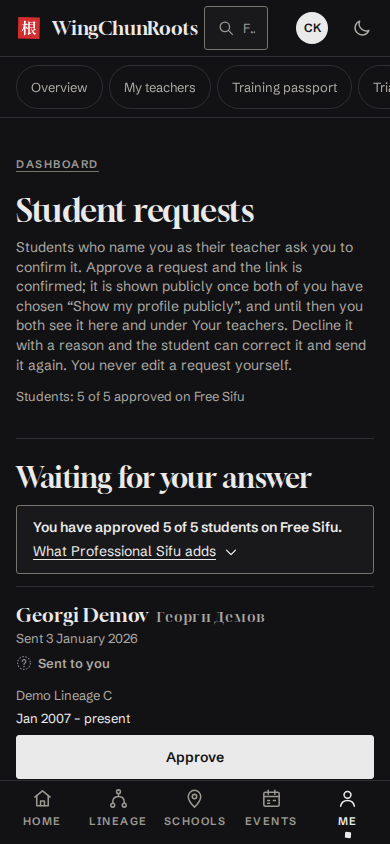 根 WingChunRoots F.. CK
Overview My teachers Training passport Tria
DASHBOARD
Student requests
Students who name you as their teacher ask you to
confirm it. Approve a request and the link is
confirmed; it is shown publicly once both of you have
chosen “Show my profile publicly”, and until then you
both see it here and under Your teachers. Decline it
with a reason and the student can correct it and send
it again. You never edit a request yourself.
Students: 5 of 5 approved on Free Sifu
Waiting for your answer
You have approved 5 of 5 students on Free Sifu.
What Professional Sifu adds
Georgi Demov Георги Демов
Sent 3 January 2026
Sent to you
Demo Lineage C
Jan 2007 – present
Approve
HOME LINEAGE SCHOOLS EVENTS ME